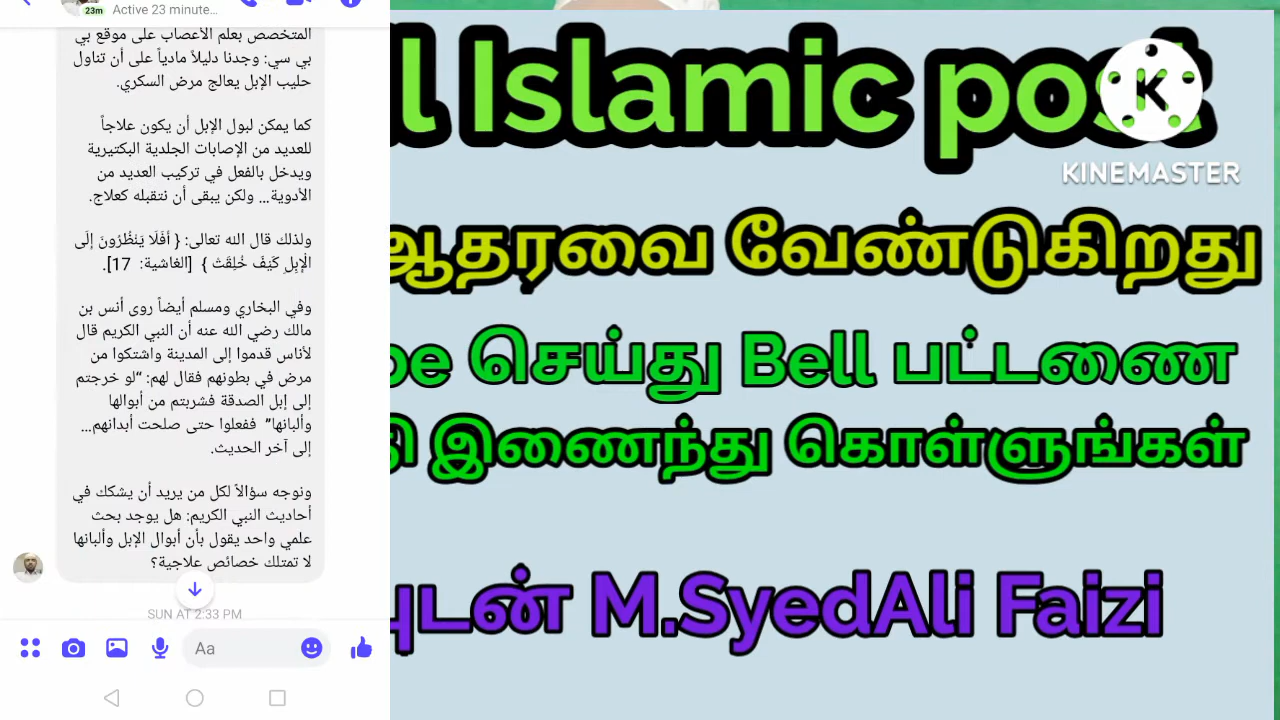 23m
Active 23 minute...
المتخصص بعلم الأعصاب على موقع بي
بي سي: وجدنا دليلاً مادياً على أن تناول
حليب الإبل يعالج مرض السكري.
كما يمكن لبول الإبل أن يكون علاجاً
للعديد من الإصابات الجلدية البكتيرية
ويدخل بالفعل في تركيب العديد من
الأدوية... ولكن يبقى أن نتقبله كعلاج.
ولذلك قال الله تعالى: { أَفَلَا يَنْظُرُونَ إِلَى
الْإِبِلِ كَيْفَ خُلِقَتْ } [الغاشية: 17].
وفي البخاري ومسلم أيضاً روى أنس بن
مالك رضي الله عنه أن النبي الكريم قال
لأناس قدموا إلى المدينة واشتكوا من
مرض في بطونهم فقال لهم: “لو خرجتم
إلى إبل الصدقة فشربتم من أبوالها
وألبانها” ففعلوا حتى صلحت أبدانهم...
إلى آخر الحديث.
ونوجه سؤالاً لكل من يريد أن يشكك في
أحاديث النبي الكريم: هل يوجد بحث
علمي واحد يقول بأن أبوال الإبل وألبانها
لا تمتلك خصائص علاجية؟
SUN AT 2:33 PM
Aa
l Islamic post
K
KINEMASTER
ஆதரவை வேண்டுகிறது
be செய்து Bell பட்டணை
தி இணைந்து கொள்ளுங்கள்
புடன் M.SyedAli Faizi